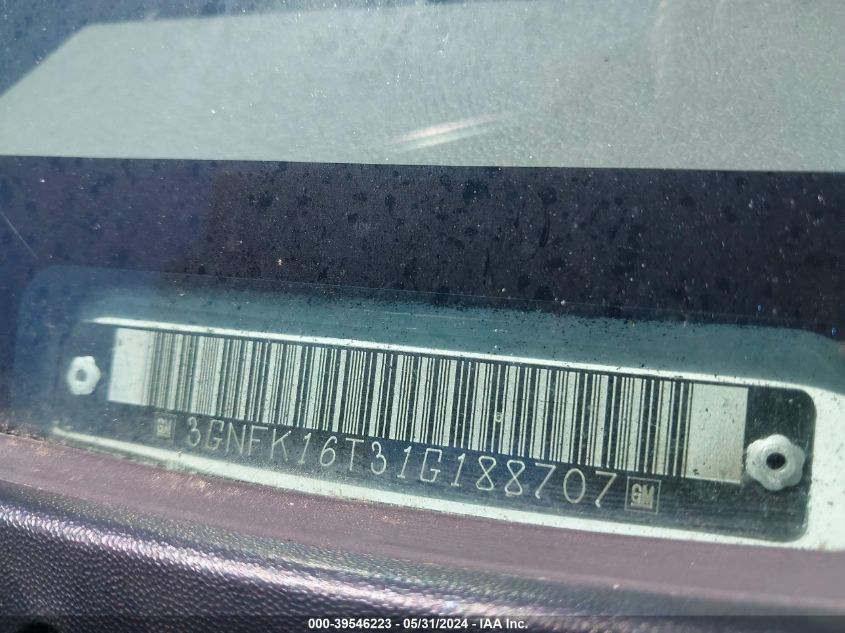 GM 3GNFK16T31G188707 GM
000-39546223 - 05/31/2024 - IAA, Inc.